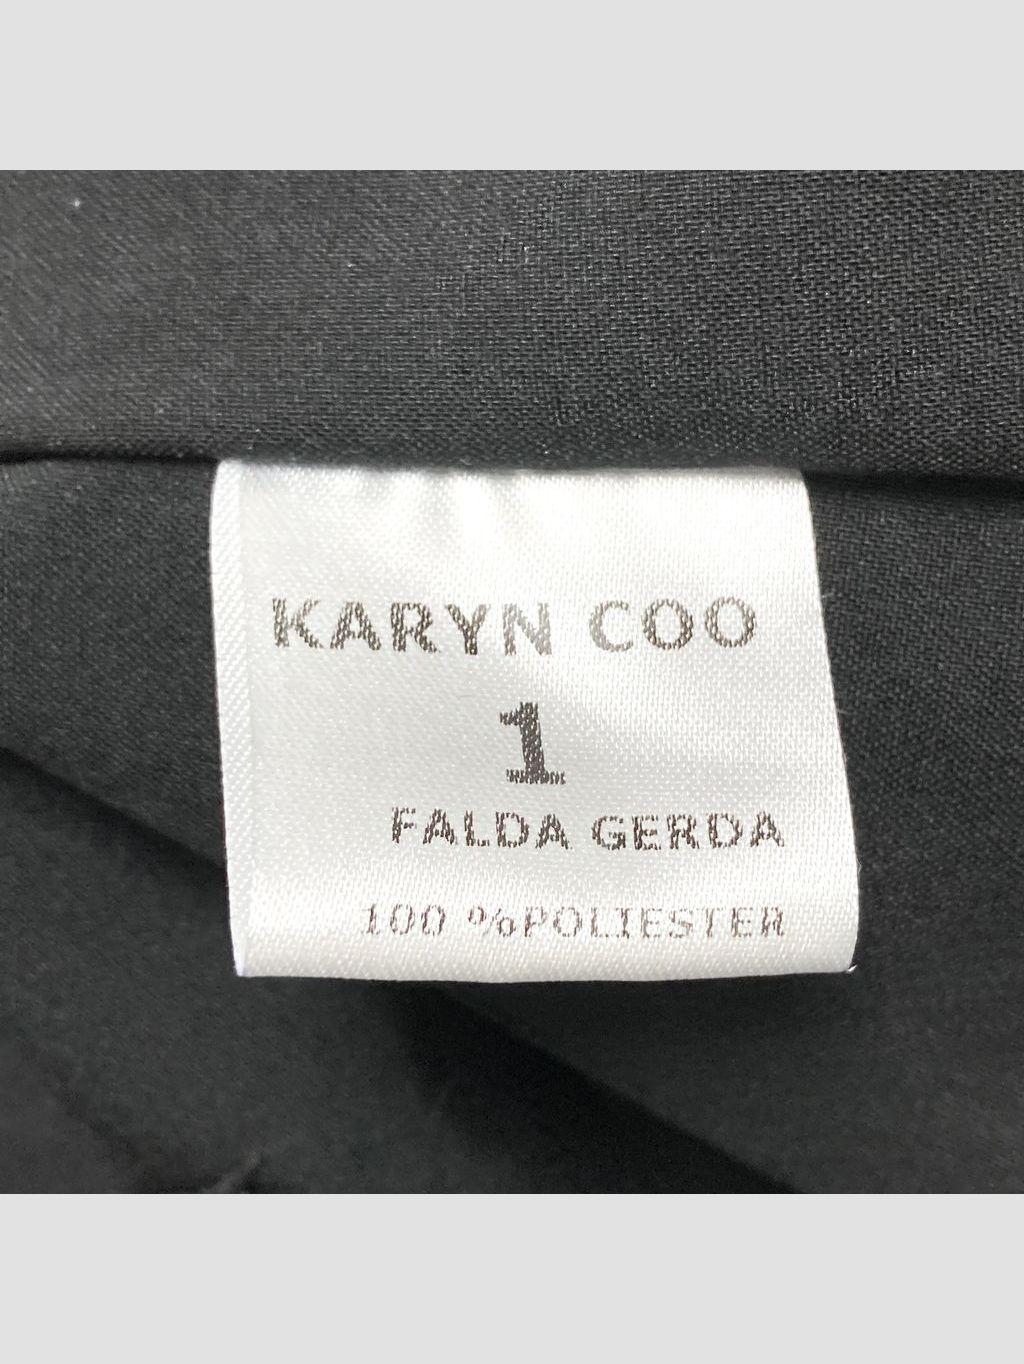 KARYN COO
1
FALDA GERDA
100 %POLIESTER